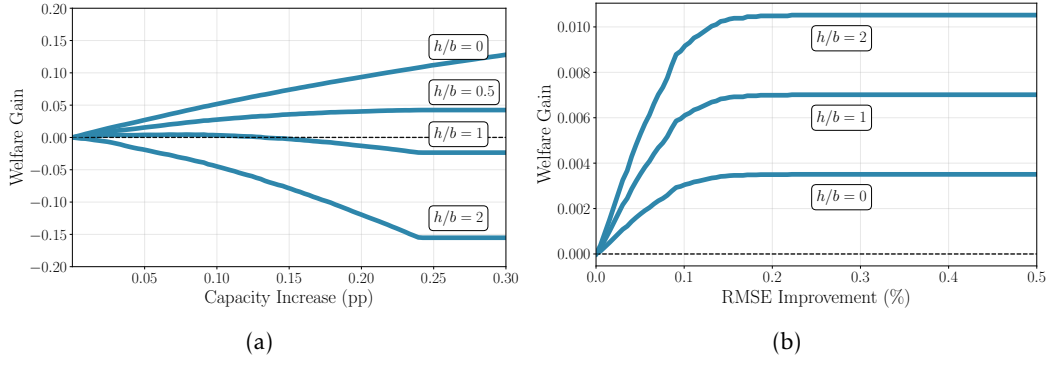 0.20
0.15
0.10
0.05
0.00
−0.05
−0.10
−0.15
−0.20
Welfare Gain
h/b = 0
h/b = 0.5
h/b = 1
h/b = 2
0.05 0.10 0.15 0.20 0.25 0.30
Capacity Increase (pp)
(a)
0.010
0.008
0.006
0.004
0.002
0.000
Welfare Gain
h/b = 2
h/b = 1
h/b = 0
0.0 0.1 0.2 0.3 0.4 0.5
RMSE Improvement (%)
(b)